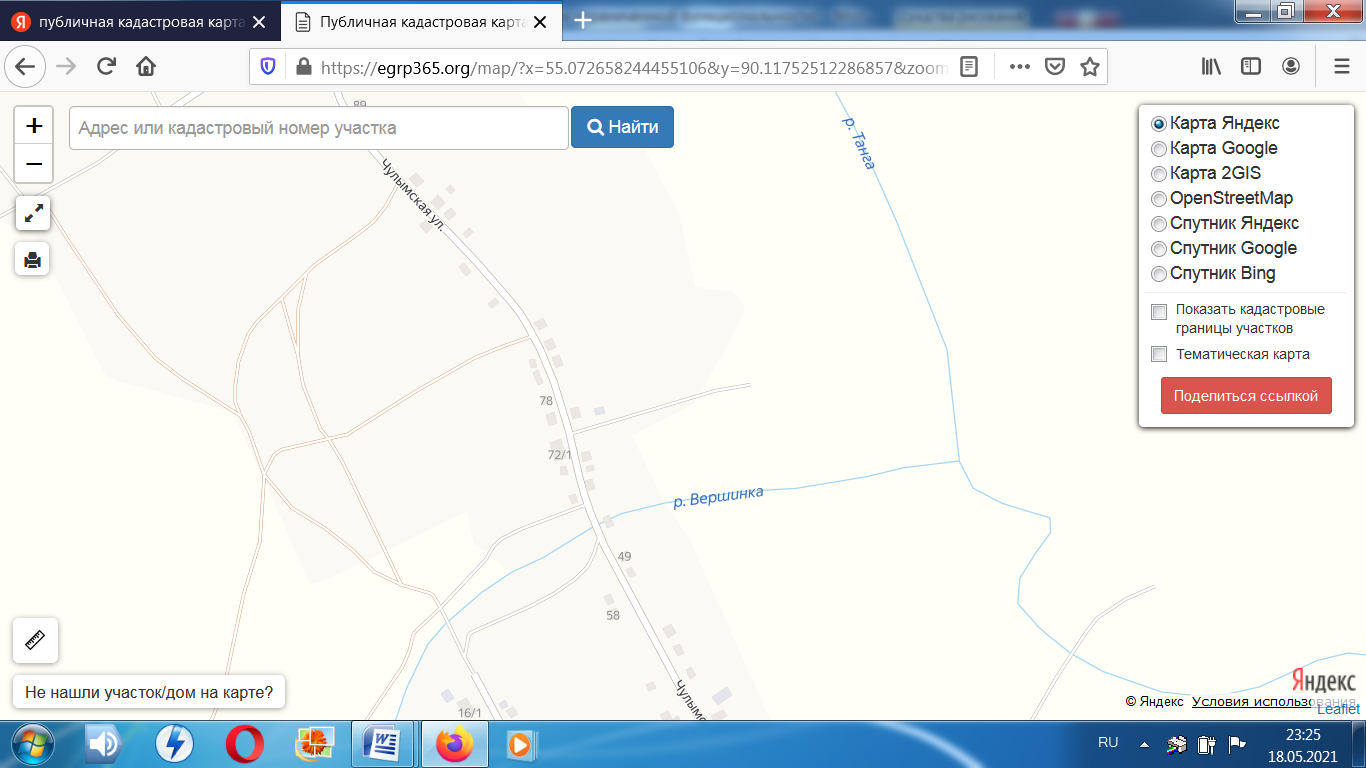 публичная кадастровая карта
Публичная кадастровая карта
https://egrp365.org/map/?x=55.072658244455106&y=90.11752512286857&zoom
+
−
Адрес или кадастровый номер участка
Найти
89
Чулымская ул.
р. Танга
78
72/1
р. Вершинка
49
58
16/1
Карта Яндекс
Карта Google
Карта 2GIS
OpenStreetMap
Спутник Яндекс
Спутник Google
Спутник Bing
Показать кадастровые
границы участков
Тематическая карта
Поделиться ссылкой
Не нашли участок/дом на карте?
Яндекс
© Яндекс Условия использования
Leaflet
RU
23:25
18.05.2021